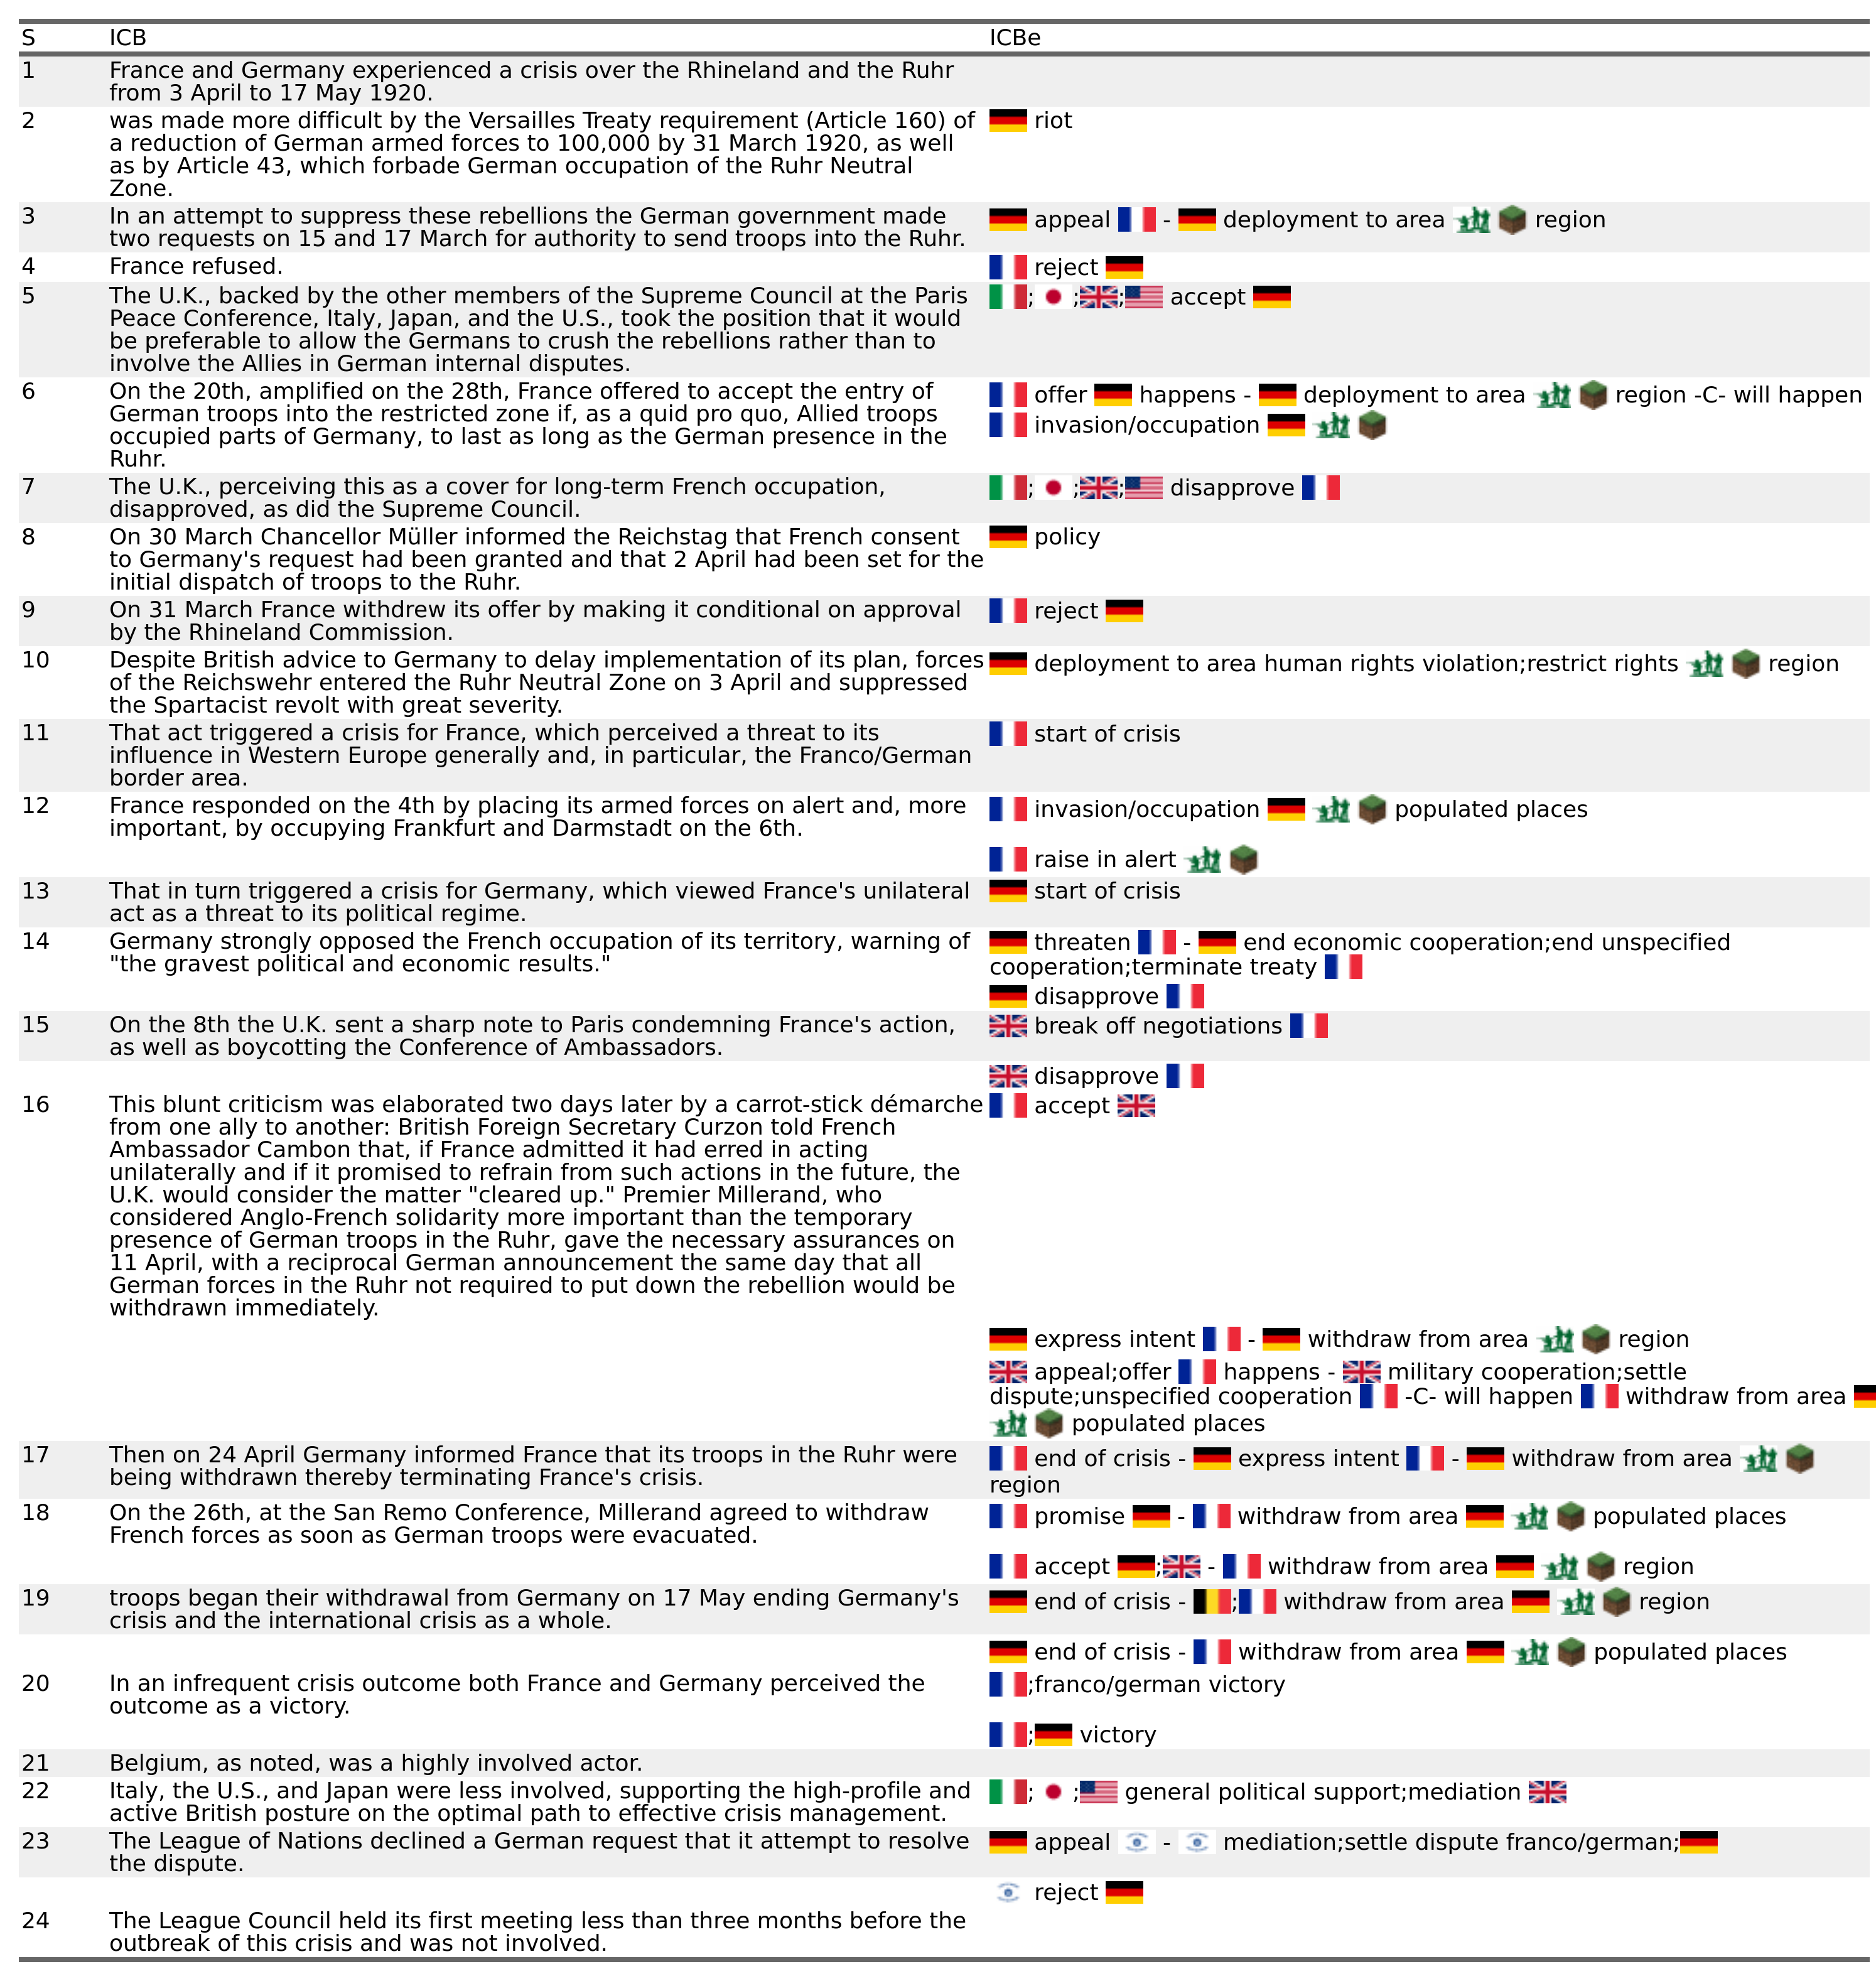 S ICB ICBe
1 France and Germany experienced a crisis over the Rhineland and the Ruhr
from 3 April to 17 May 1920.
2 was made more difficult by the Versailles Treaty requirement (Article 160) of riot
a reduction of German armed forces to 100,000 by 31 March 1920, as well
as by Article 43, which forbade German occupation of the Ruhr Neutral
Zone.
3 In an attempt to suppress these rebellions the German government made appeal - deployment to area region
two requests on 15 and 17 March for authority to send troops into the Ruhr.
4 France refused. reject
5 The U.K., backed by the other members of the Supreme Council at the Paris ; ; ; accept
Peace Conference, Italy, Japan, and the U.S., took the position that it would
be preferable to allow the Germans to crush the rebellions rather than to
involve the Allies in German internal disputes.
6 On the 20th, amplified on the 28th, France offered to accept the entry of offer happens - deployment to area region -C- will happen
German troops into the restricted zone if, as a quid pro quo, Allied troops invasion/occupation
occupied parts of Germany, to last as long as the German presence in the
Ruhr.
7 The U.K., perceiving this as a cover for long-term French occupation, ; ; ; disapprove
disapproved, as did the Supreme Council.
8 On 30 March Chancellor Müller informed the Reichstag that French consent policy
to Germany's request had been granted and that 2 April had been set for the
initial dispatch of troops to the Ruhr.
9 On 31 March France withdrew its offer by making it conditional on approval reject
by the Rhineland Commission.
10 Despite British advice to Germany to delay implementation of its plan, forces deployment to area human rights violation;restrict rights region
of the Reichswehr entered the Ruhr Neutral Zone on 3 April and suppressed
the Spartacist revolt with great severity.
11 That act triggered a crisis for France, which perceived a threat to its start of crisis
influence in Western Europe generally and, in particular, the Franco/German
border area.
12 France responded on the 4th by placing its armed forces on alert and, more invasion/occupation populated places
important, by occupying Frankfurt and Darmstadt on the 6th.
raise in alert
13 That in turn triggered a crisis for Germany, which viewed France's unilateral start of crisis
act as a threat to its political regime.
14 Germany strongly opposed the French occupation of its territory, warning of threaten - end economic cooperation;end unspecified
"the gravest political and economic results." cooperation;terminate treaty
disapprove
15 On the 8th the U.K. sent a sharp note to Paris condemning France's action, break off negotiations
as well as boycotting the Conference of Ambassadors.
disapprove
16 This blunt criticism was elaborated two days later by a carrot-stick démarche accept
from one ally to another: British Foreign Secretary Curzon told French
Ambassador Cambon that, if France admitted it had erred in acting
unilaterally and if it promised to refrain from such actions in the future, the
U.K. would consider the matter "cleared up." Premier Millerand, who
considered Anglo-French solidarity more important than the temporary
presence of German troops in the Ruhr, gave the necessary assurances on
11 April, with a reciprocal German announcement the same day that all
German forces in the Ruhr not required to put down the rebellion would be
withdrawn immediately.
express intent - withdraw from area region
appeal;offer happens - military cooperation;settle
dispute;unspecified cooperation -C- will happen withdraw from area
populated places
17 Then on 24 April Germany informed France that its troops in the Ruhr were end of crisis - express intent - withdraw from area
being withdrawn thereby terminating France's crisis. region
18 On the 26th, at the San Remo Conference, Millerand agreed to withdraw promise - withdraw from area populated places
French forces as soon as German troops were evacuated.
accept ; - withdraw from area region
19 troops began their withdrawal from Germany on 17 May ending Germany's end of crisis - ; withdraw from area region
crisis and the international crisis as a whole.
end of crisis - withdraw from area populated places
20 In an infrequent crisis outcome both France and Germany perceived the ;franco/german victory
outcome as a victory.
; victory
21 Belgium, as noted, was a highly involved actor.
22 Italy, the U.S., and Japan were less involved, supporting the high-profile and ; ; general political support;mediation
active British posture on the optimal path to effective crisis management.
23 The League of Nations declined a German request that it attempt to resolve appeal - mediation;settle dispute franco/german;
the dispute.
reject
24 The League Council held its first meeting less than three months before the
outbreak of this crisis and was not involved.